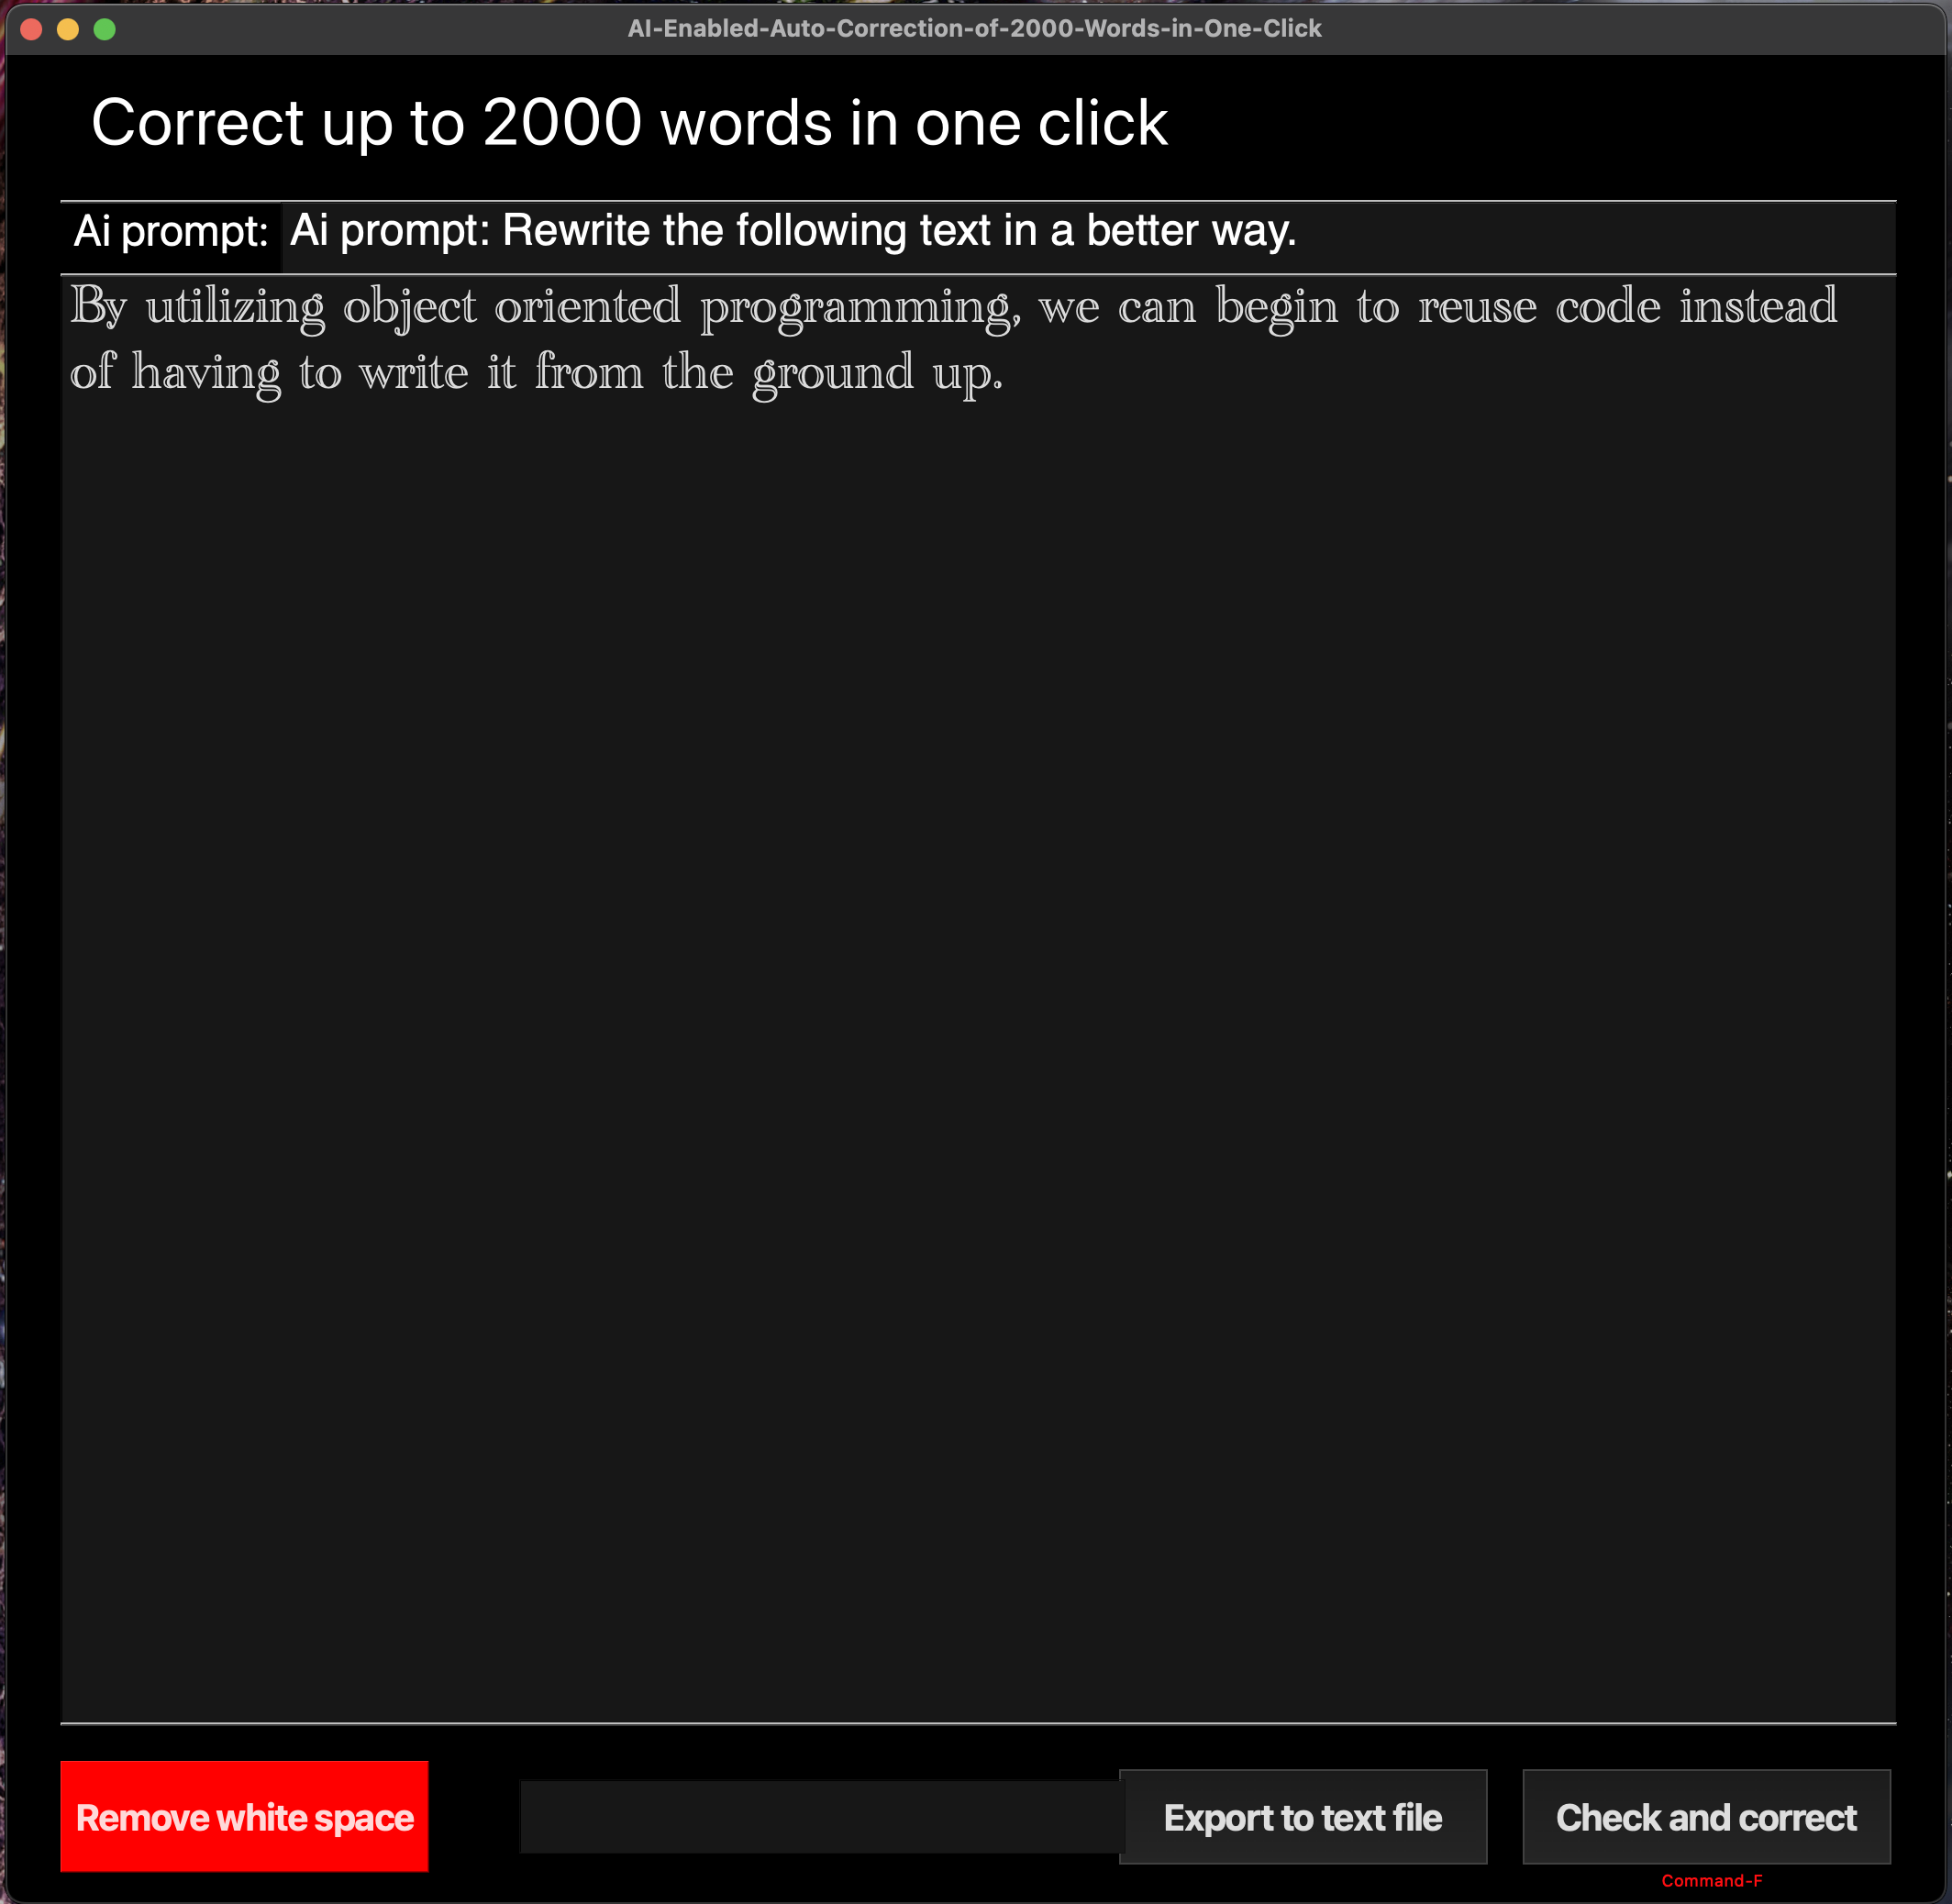 AI-Enabled-Auto-Correction-of-2000-Words-in-One-Click
Correct up to 2000 words in one click
Ai prompt: Ai prompt: Rewrite the following text in a better way.
By utilizing object oriented programming, we can begin to reuse code instead
of having to write it from the ground up.
Remove white space Export to text file Check and correct
Command-F